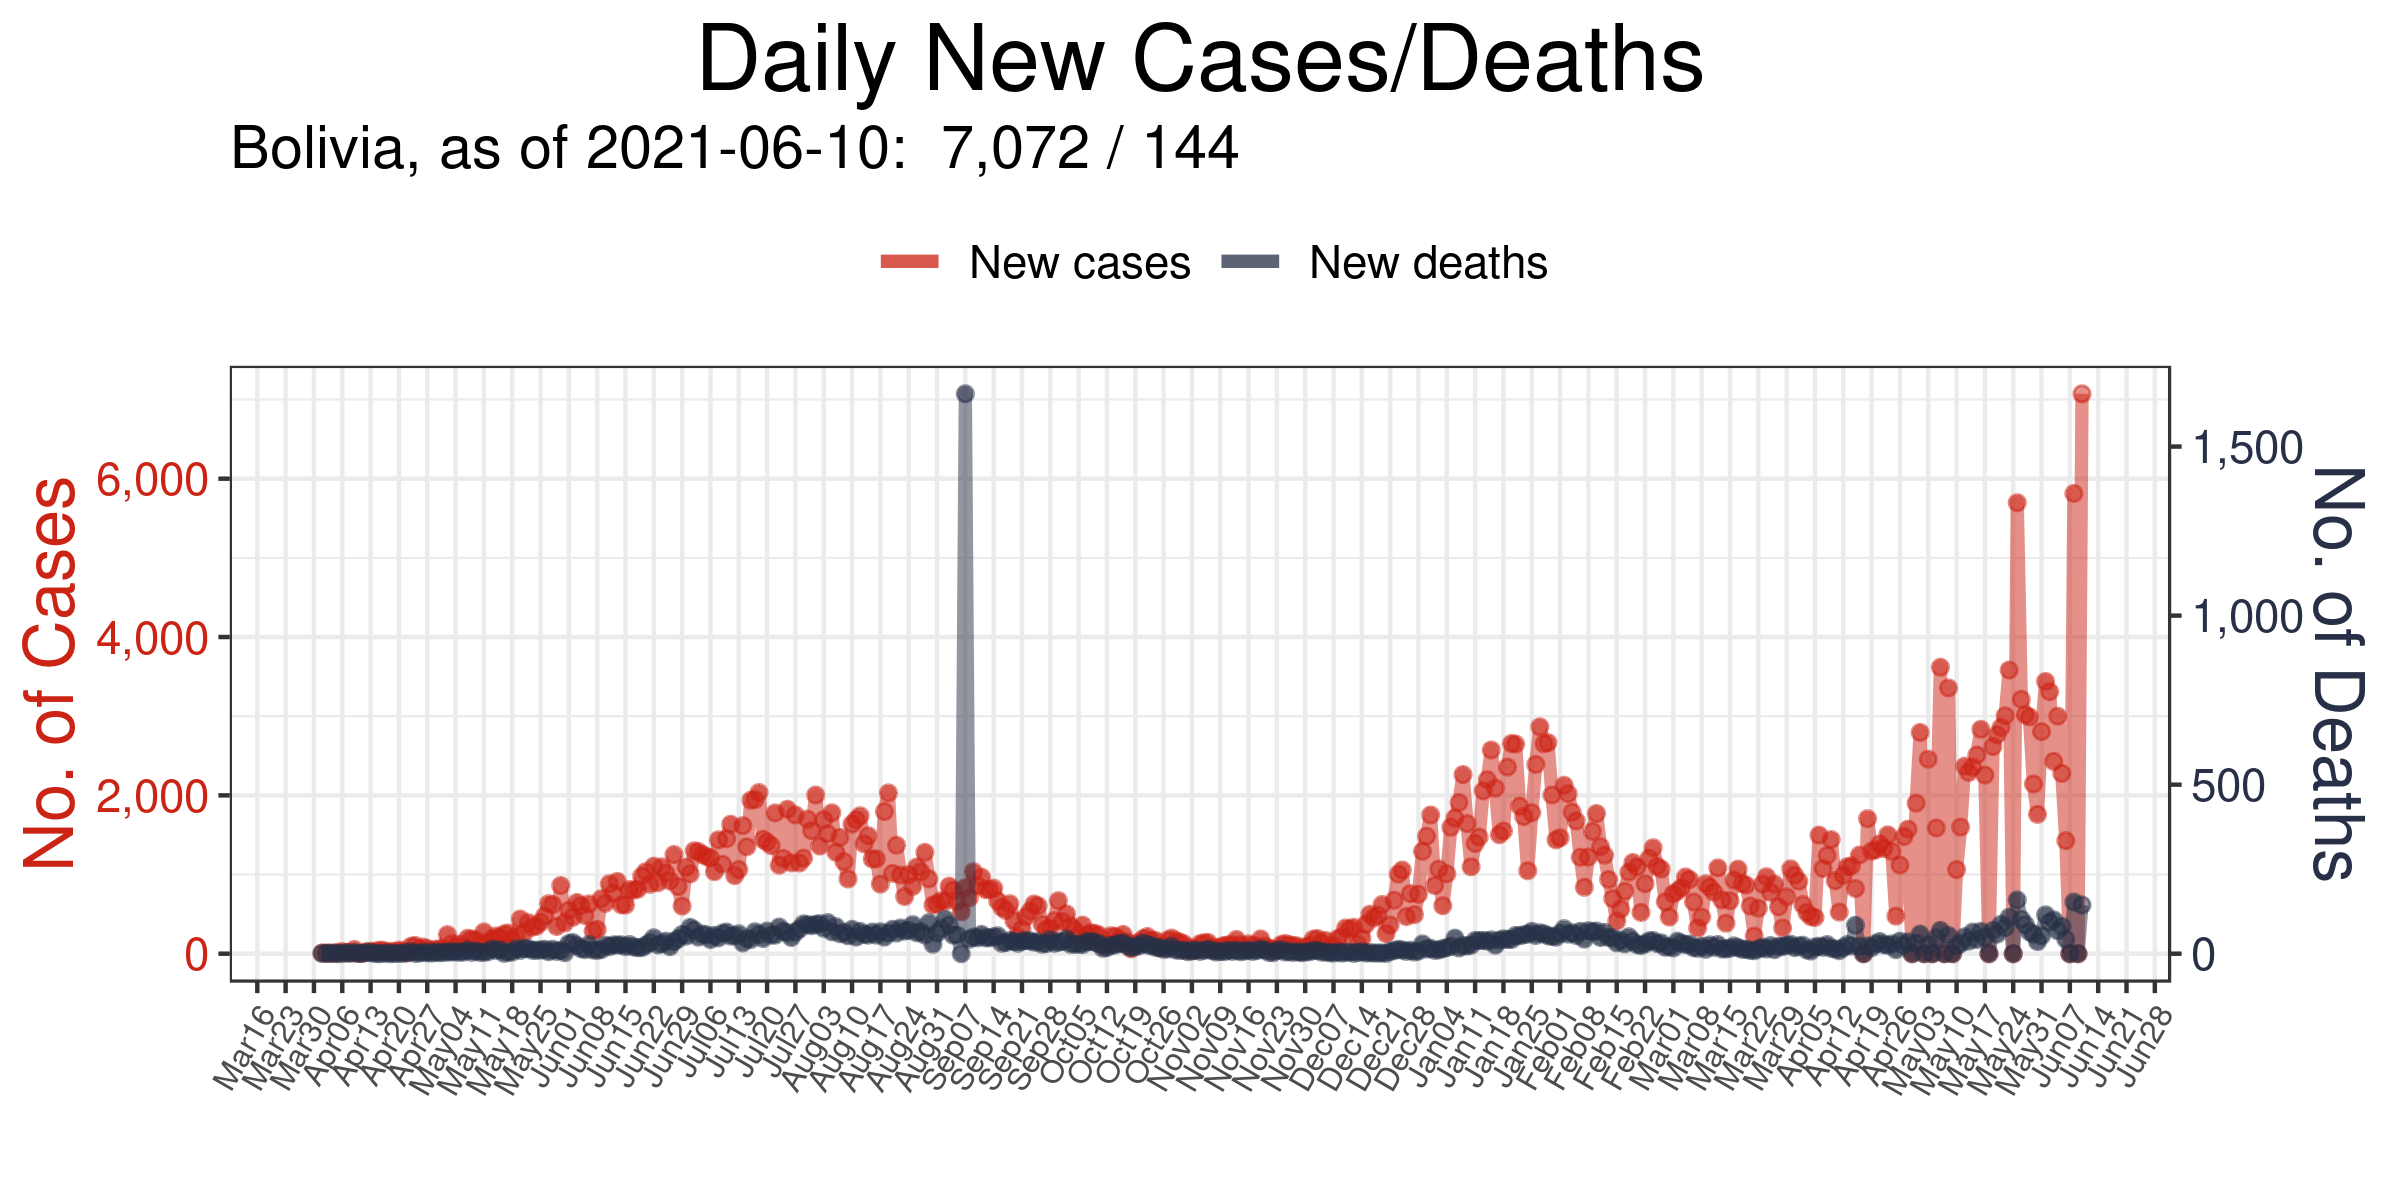 Daily New Cases/Deaths
Bolivia, as of 2021-06-10:  7,072 / 144
New cases
New deaths
No. of Cases
6,000
4,000
2,000
0
1,500
1,000
500
0
No. of Deaths
Mar16
Mar23
Mar30
Apr06
Apr13
Apr20
Apr27
May04
May11
May18
May25
Jun01
Jun08
Jun15
Jun22
Jun29
Jul06
Jul13
Jul20
Jul27
Aug03
Aug10
Aug17
Aug24
Aug31
Sep07
Sep14
Sep21
Sep28
Oct05
Oct12
Oct19
Oct26
Nov02
Nov09
Nov16
Nov23
Nov30
Dec07
Dec14
Dec21
Dec28
Jan04
Jan11
Jan18
Jan25
Feb01
Feb08
Feb15
Feb22
Mar01
Mar08
Mar15
Mar22
Mar29
Apr05
Apr12
Apr19
Apr26
May03
May10
May17
May24
May31
Jun07
Jun14
Jun21
Jun28